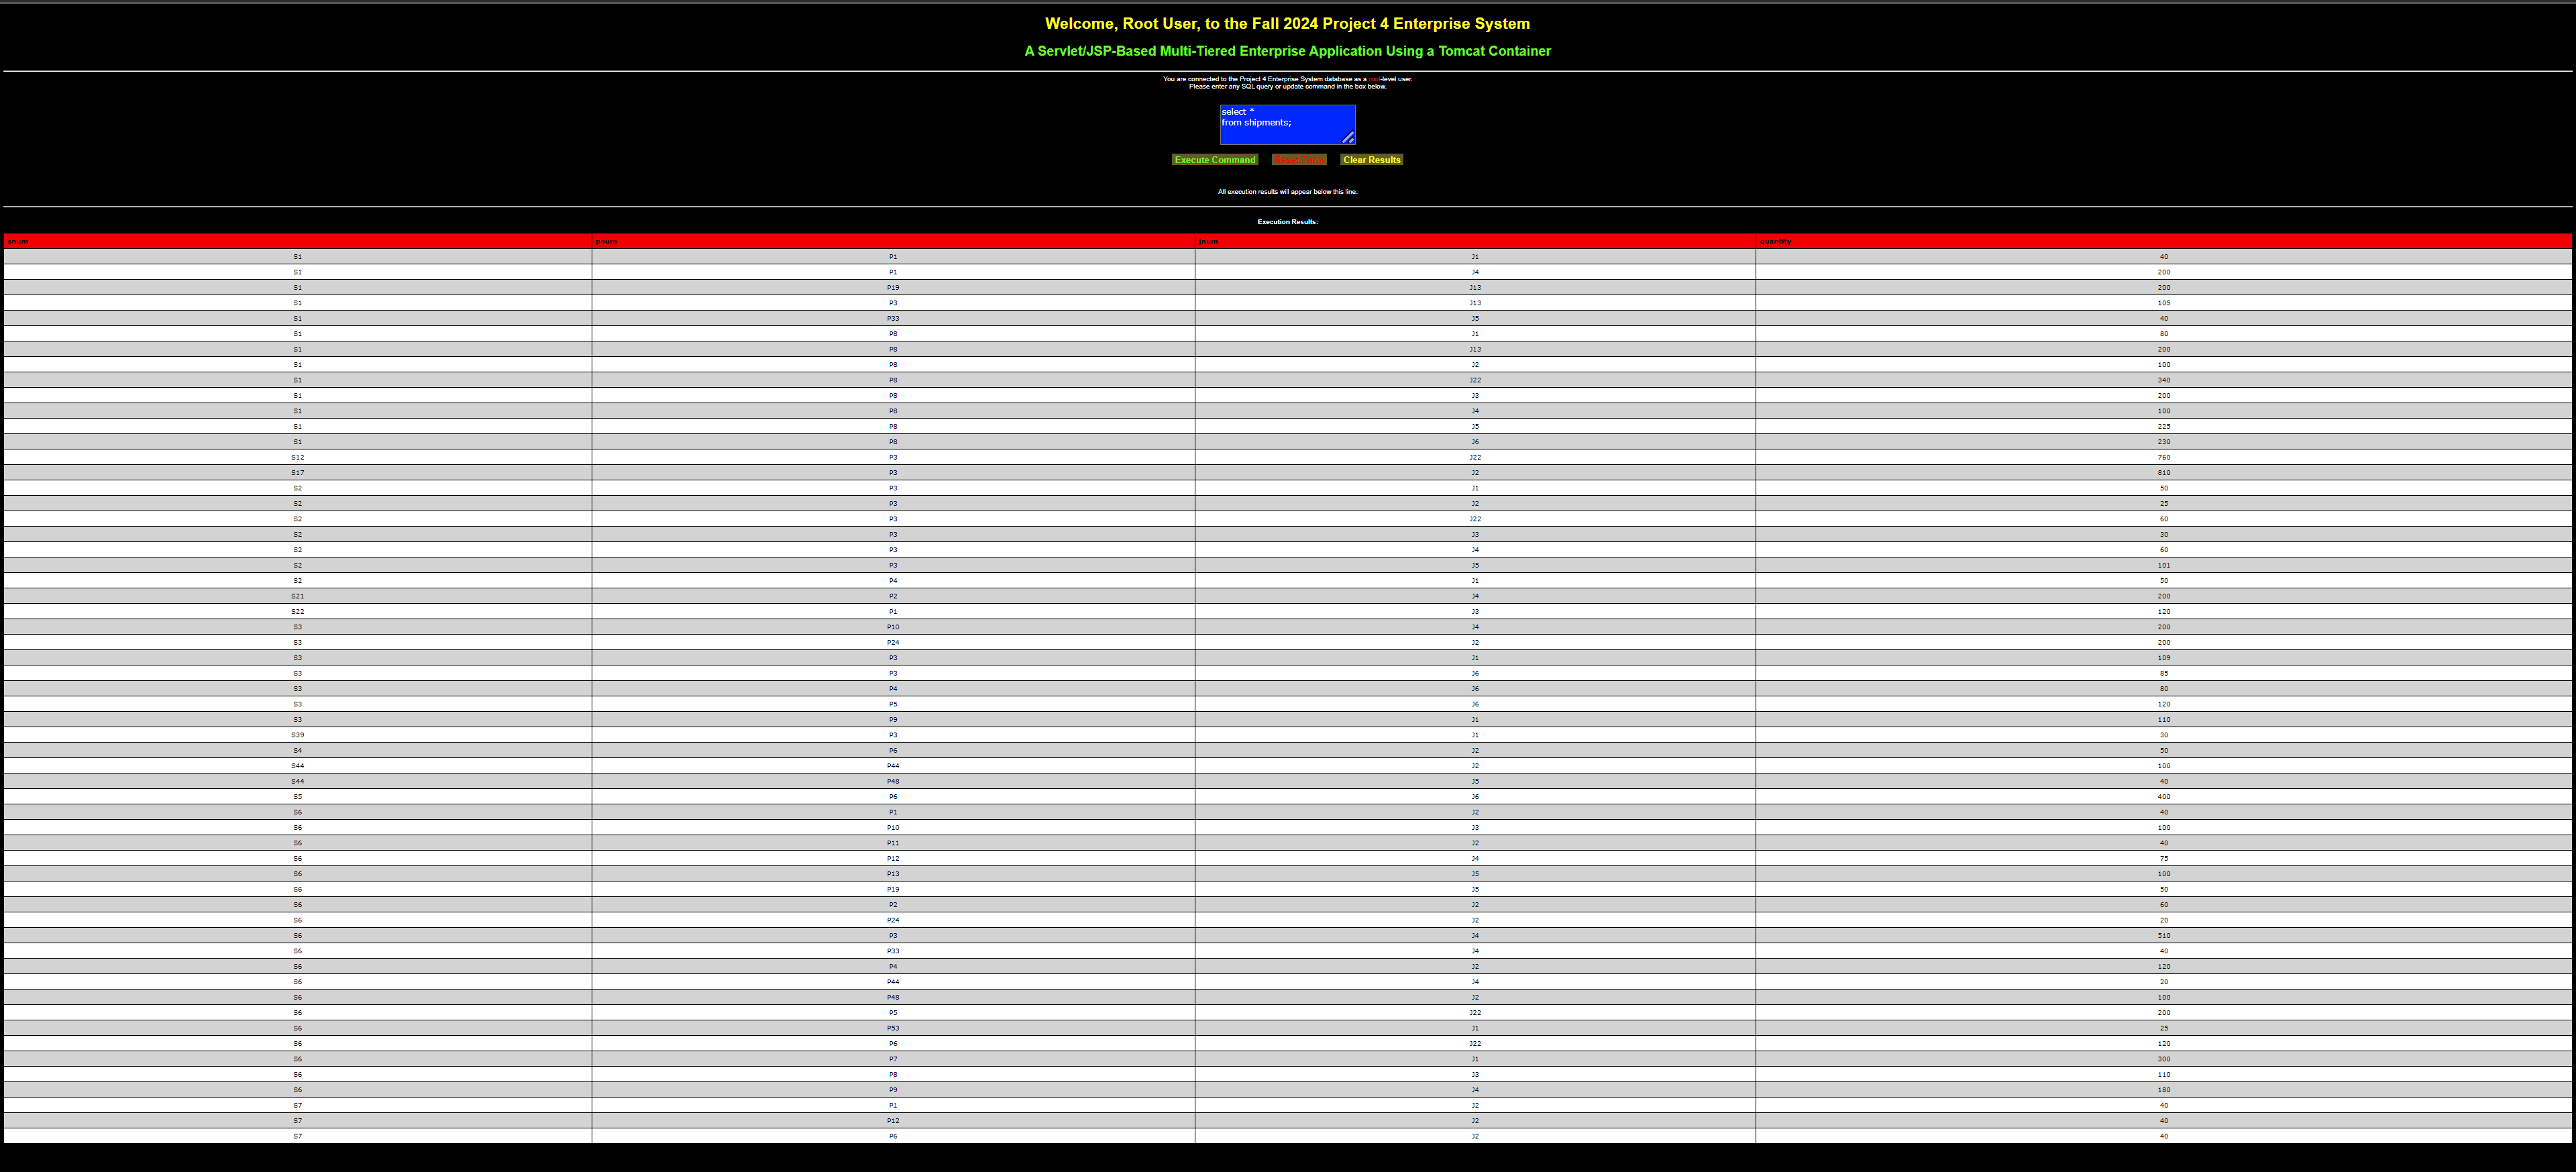 Welcome, Root User, to the Fall 2024 Project 4 Enterprise System
A Servlet/JSP-Based Multi-Tiered Enterprise Application Using a Tomcat Container
You are connected to the Project 4 Enterprise System database as a root-level user.
Please enter any SQL query or update command in the box below.
select *
from shipments;
Execute Command Reset Form Clear Results
All execution results will appear below this line.
Execution Results:
snum pnum jnum quantity
S1 P1 J1 40
S1 P1 J4 200
S1 P19 J13 200
S1 P3 J13 105
S1 P33 J5 40
S1 P8 J1 80
S1 P8 J13 200
S1 P8 J2 100
S1 P8 J22 340
S1 P8 J3 200
S1 P8 J4 100
S1 P8 J5 225
S1 P8 J6 230
S12 P3 J22 760
S17 P3 J2 810
S2 P3 J1 50
S2 P3 J2 25
S2 P3 J22 60
S2 P3 J3 30
S2 P3 J4 60
S2 P3 J5 101
S2 P4 J1 50
S21 P2 J4 200
S22 P1 J3 120
S3 P10 J4 200
S3 P24 J2 200
S3 P3 J1 109
S3 P3 J6 85
S3 P4 J6 80
S3 P5 J6 120
S3 P9 J1 110
S39 P3 J1 30
S4 P6 J2 50
S44 P44 J2 100
S44 P48 J5 40
S5 P6 J6 400
S6 P1 J2 40
S6 P10 J3 100
S6 P11 J2 40
S6 P12 J4 75
S6 P13 J5 100
S6 P19 J5 50
S6 P2 J2 60
S6 P24 J2 20
S6 P3 J4 510
S6 P33 J4 40
S6 P4 J2 120
S6 P44 J4 20
S6 P48 J2 100
S6 P5 J22 200
S6 P53 J1 25
S6 P6 J22 120
S6 P7 J1 300
S6 P8 J3 110
S6 P9 J4 180
S7 P1 J2 40
S7 P12 J2 40
S7 P6 J2 40